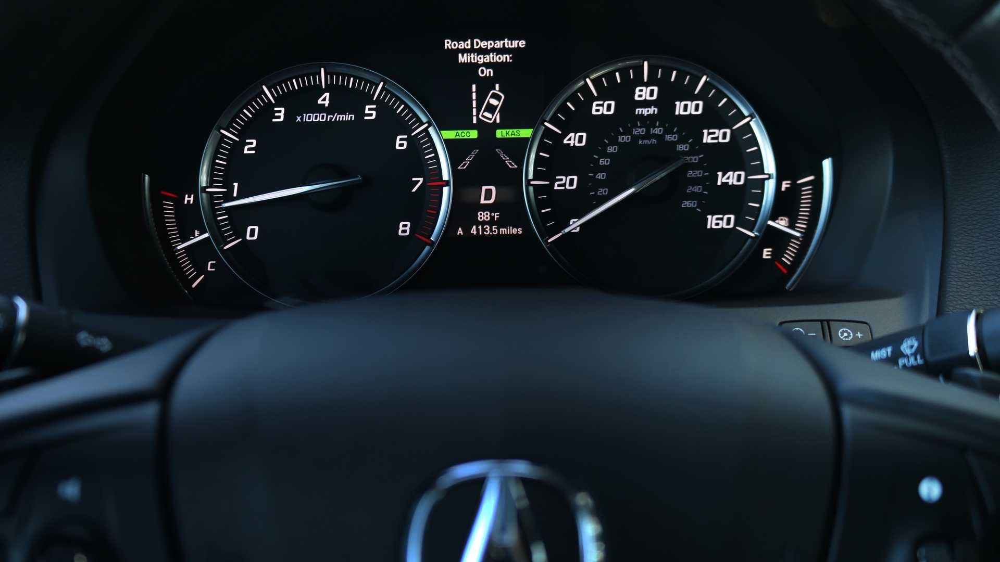 Road Departure
Mitigation:
On
ACC
LKAS
D
88°F
A 413.5 miles
0
1
2
3
4
5
6
7
8
x1000 r/min
H
C
20
40
60
80
100
120
140
160
mph
20
40
60
80
100
120
140
160
180
200
220
240
260
km/h
F
E
−
+
MIST
PULL